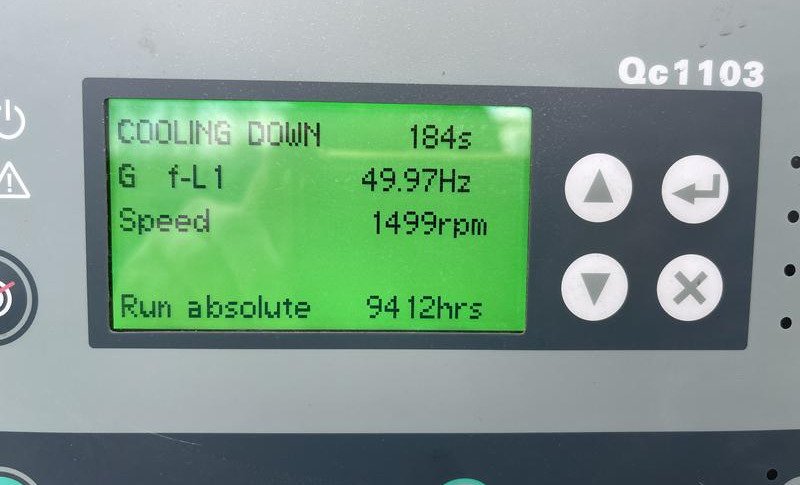 Qc1103
COOLING DOWN 184s
G f-L1 49.97Hz
Speed 1499rpm
Run absolute 9412hrs